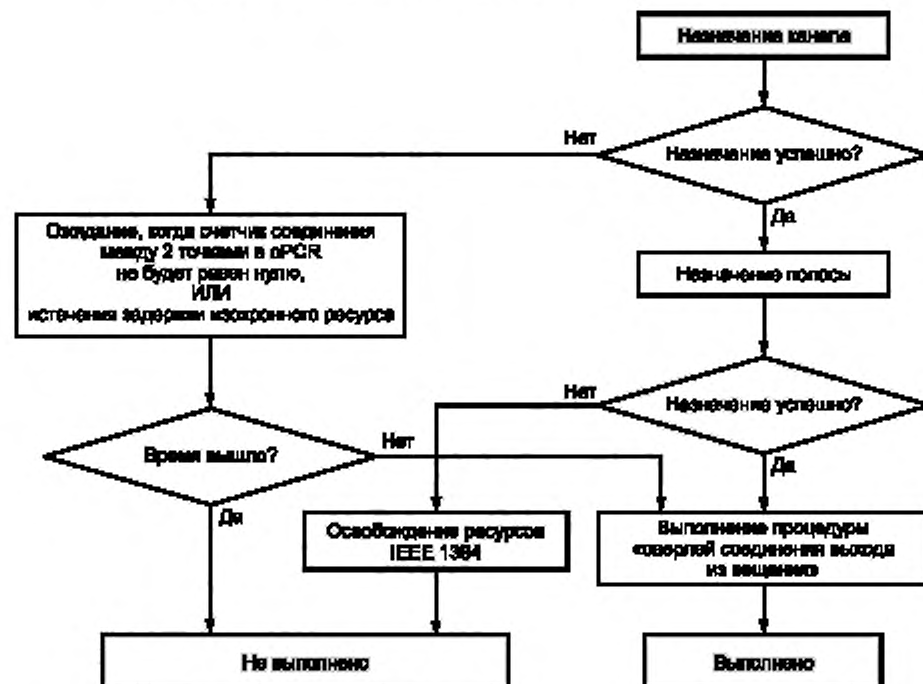 Назначение канала
Нет
Назначение успешно?
Да
Ожидание, когда счетчик соединения
между 2 точками в oPCR
не будет равен нулю,
ИЛИ
истечения задержки изохронного ресурса
Назначение полосы
Нет
Назначение успешно?
Да
Время вышло?
Нет
Да
Освобождение ресурсов
IEEE 1394
Выполнение процедуры
«оверлей соединения выхода
из вещания»
Не выполнено
Выполнено